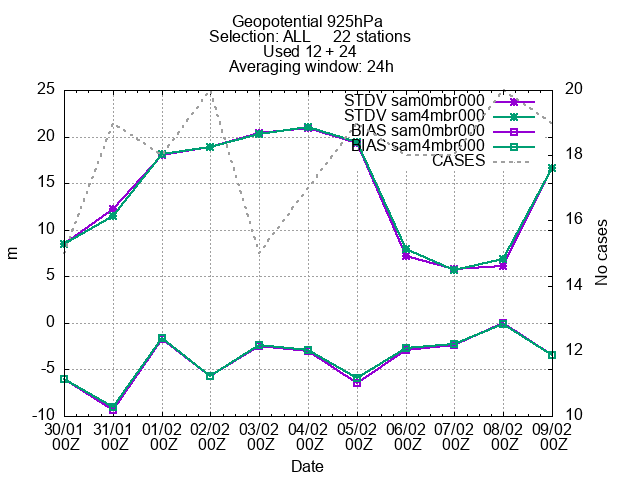 Geopotential 925hPa
Selection: ALL 22 stations
Used 12 + 24
Averaging window: 24h
STDV sam0mbr000
STDV sam4mbr000
BIAS sam0mbr000
BIAS sam4mbr000
CASES
25
20
15
10
5
0
-5
-10
m
20
18
16
14
12
10
No cases
30/01 31/01 01/02 02/02 03/02 04/02 05/02 06/02 07/02 08/02 09/02
00Z 00Z 00Z 00Z 00Z 00Z 00Z 00Z 00Z 00Z 00Z
Date